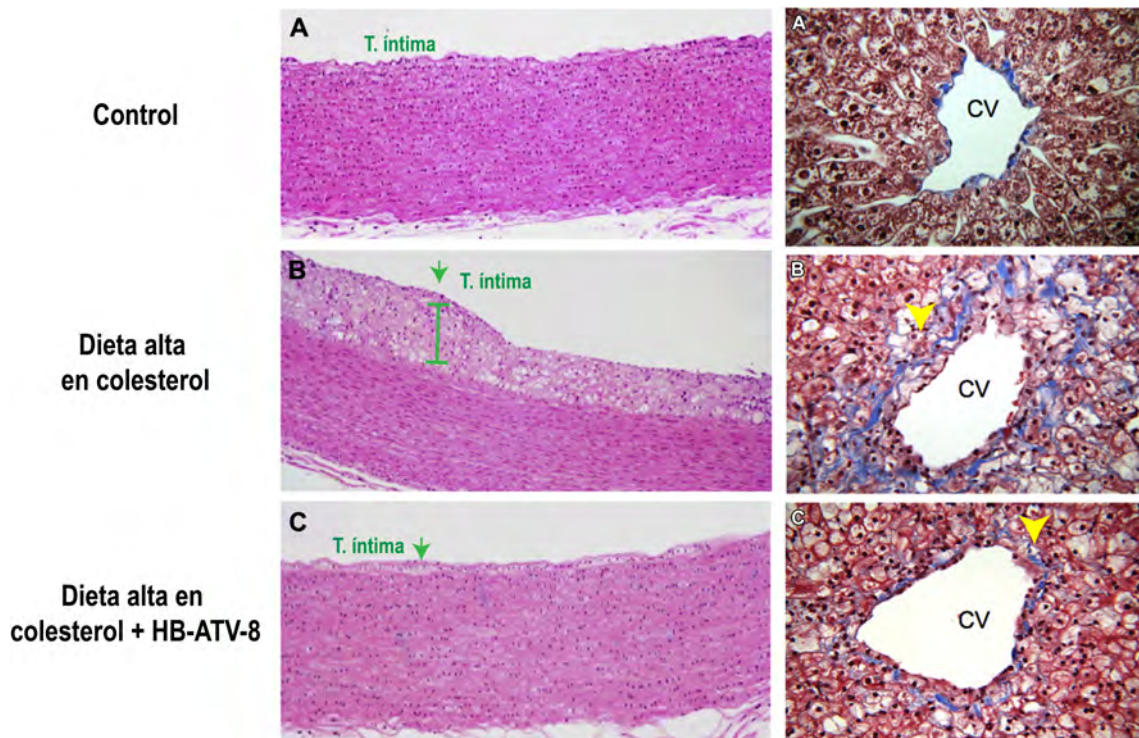 Control
A
T. íntima
A
CV
Dieta alta
en colesterol
B
T. íntima
B
CV
Dieta alta en
colesterol + HB-ATV-8
C
T. íntima
C
CV